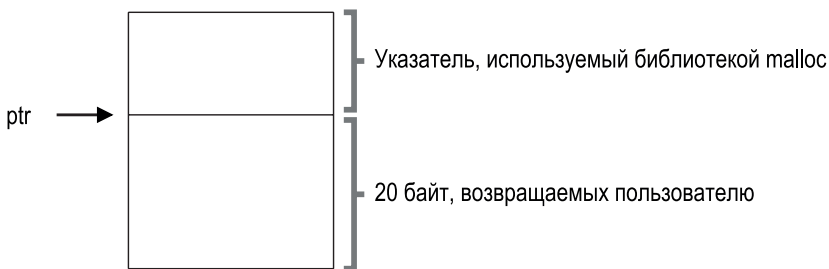 Указатель, используемый библиотекой malloc
ptr
20 байт, возвращаемых пользователю